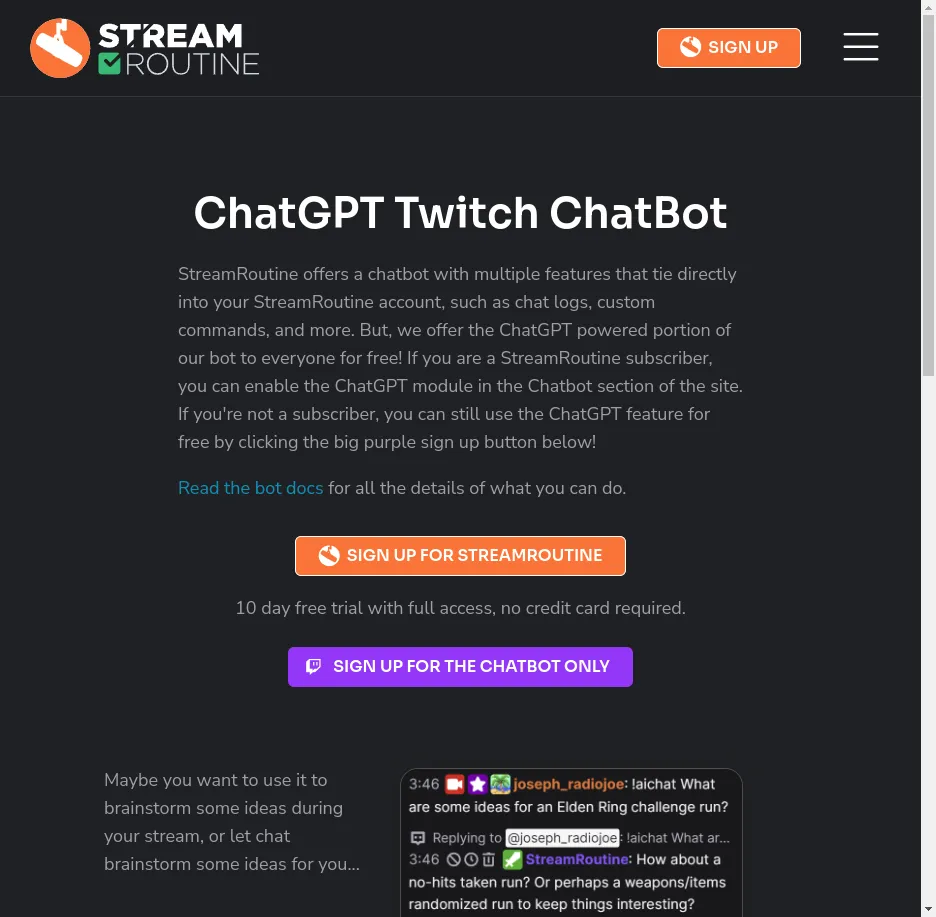 STREAM
ROUTINE
SIGN UP
ChatGPT Twitch ChatBot
StreamRoutine offers a chatbot with multiple features that tie directly
into your StreamRoutine account, such as chat logs, custom
commands, and more. But, we offer the ChatGPT powered portion of
our bot to everyone for free! If you are a StreamRoutine subscriber,
you can enable the ChatGPT module in the Chatbot section of the site.
If you're not a subscriber, you can still use the ChatGPT feature for
free by clicking the big purple sign up button below!
Read the bot docs for all the details of what you can do.
SIGN UP FOR STREAMROUTINE
10 day free trial with full access, no credit card required.
SIGN UP FOR THE CHATBOT ONLY
Maybe you want to use it to
brainstorm some ideas during
your stream, or let chat
brainstorm some ideas for you...
3:46 joseph_radiojoe: !aichat What
are some ideas for an Elden Ring challenge run?
Replying to @joseph_radiojoe: !aichat What ar...
3:46 StreamRoutine: How about a
no-hits taken run? Or perhaps a weapons/items
randomized run to keep things interesting?